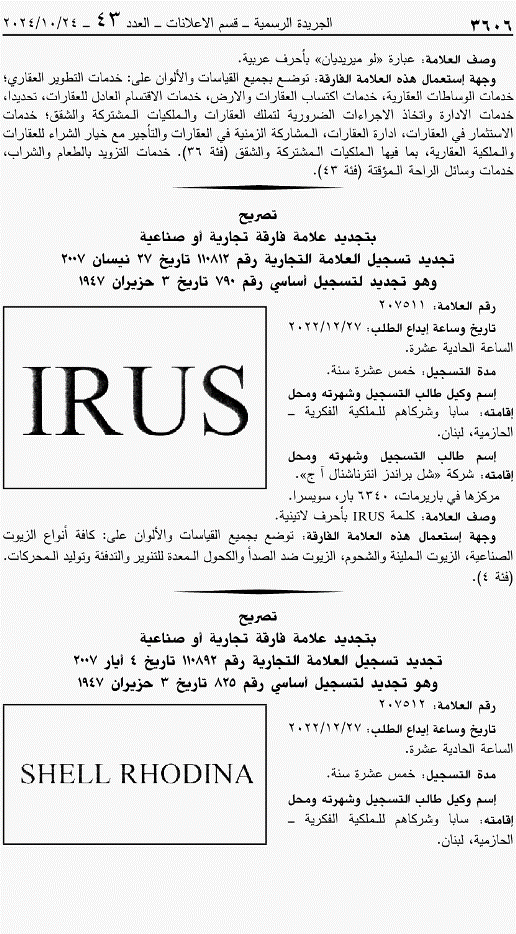 ٣٦٠٦ الجريدة الرسمية ــ قسم الاعلانات ــ العدد ٤٣ ــ ٢٠٢٤/١٠/٢٤
وصف العلامة: عبارة «لو ميريديان» بأحرف عربية.
وجهة إستعمال هذه العلامة الفارقة: توضع بجميع القياسات والألوان على: خدمات التطوير العقاري؛
خدمات الوساطات العقارية، خدمات اكتساب العقارات والارض، خدمات الاقتسام العادل للعقارات، تحديدا،
خدمات الادارة واتخاذ الاجراءات الضرورية لتملك العقارات والملكيات المشتركة والشقق؛ خدمات
الاستثمار في العقارات، ادارة العقارات، المشاركة الزمنية في العقارات والتأجير مع خيار الشراء للعقارات
والملكية العقارية، بما فيها الملكيات المشتركة والشقق (فئة ٣٦). خدمات التزويد بالطعام والشراب،
خدمات وسائل الراحة المؤقتة (فئة ٤٣).
تصريح
بتجديد علامة فارقة تجارية أو صناعية
تجديد تسجيل العلامة التجارية رقم ١١٠٨١٢ تاريخ ٢٧ نيسان ٢٠٠٧
وهو تجديد لتسجيل أساسي رقم ٧٩٠ تاريخ ٣ حزيران ١٩٤٧
رقم العلامة: ٢٠٧٥١١
تاريخ وساعة إيداع الطلب: ٢٠٢٢/١٢/٢٧
الساعة الحادية عشرة.
مدة التسجيل: خمس عشرة سنة.
إسم وكيل طالب التسجيل وشهرته ومحل
إقامته: سابا وشركاهم للملكية الفكرية ــ
الحازمية، لبنان.
إسم طالب التسجيل وشهرته ومحل
إقامته: شركة «شل براندز انترناشنال آ ج».
مركزها في باريرمات، ٦٣٤٠ بار، سويسرا.
IRUS
وصف العلامة: كلمة IRUS بأحرف لاتينية.
وجهة إستعمال هذه العلامة الفارقة: توضع بجميع القياسات والألوان على: كافة أنواع الزيوت
الصناعية، الزيوت الملينة والشحوم، الزيوت ضد الصدأ والكحول المعدة للتنوير والتدفئة وتوليد المحركات.
(فئة ٤).
تصريح
بتجديد علامة فارقة تجارية أو صناعية
تجديد تسجيل العلامة التجارية رقم ١١٠٨٩٢ تاريخ ٤ أيار ٢٠٠٧
وهو تجديد لتسجيل أساسي رقم ٨٢٥ تاريخ ٣ حزيران ١٩٤٧
رقم العلامة: ٢٠٧٥١٢
تاريخ وساعة إيداع الطلب: ٢٠٢٢/١٢/٢٧
الساعة الحادية عشرة.
مدة التسجيل: خمس عشرة سنة.
إسم وكيل طالب التسجيل وشهرته ومحل
إقامته: سابا وشركاهم للملكية الفكرية ــ
الحازمية، لبنان.
SHELL RHODINA